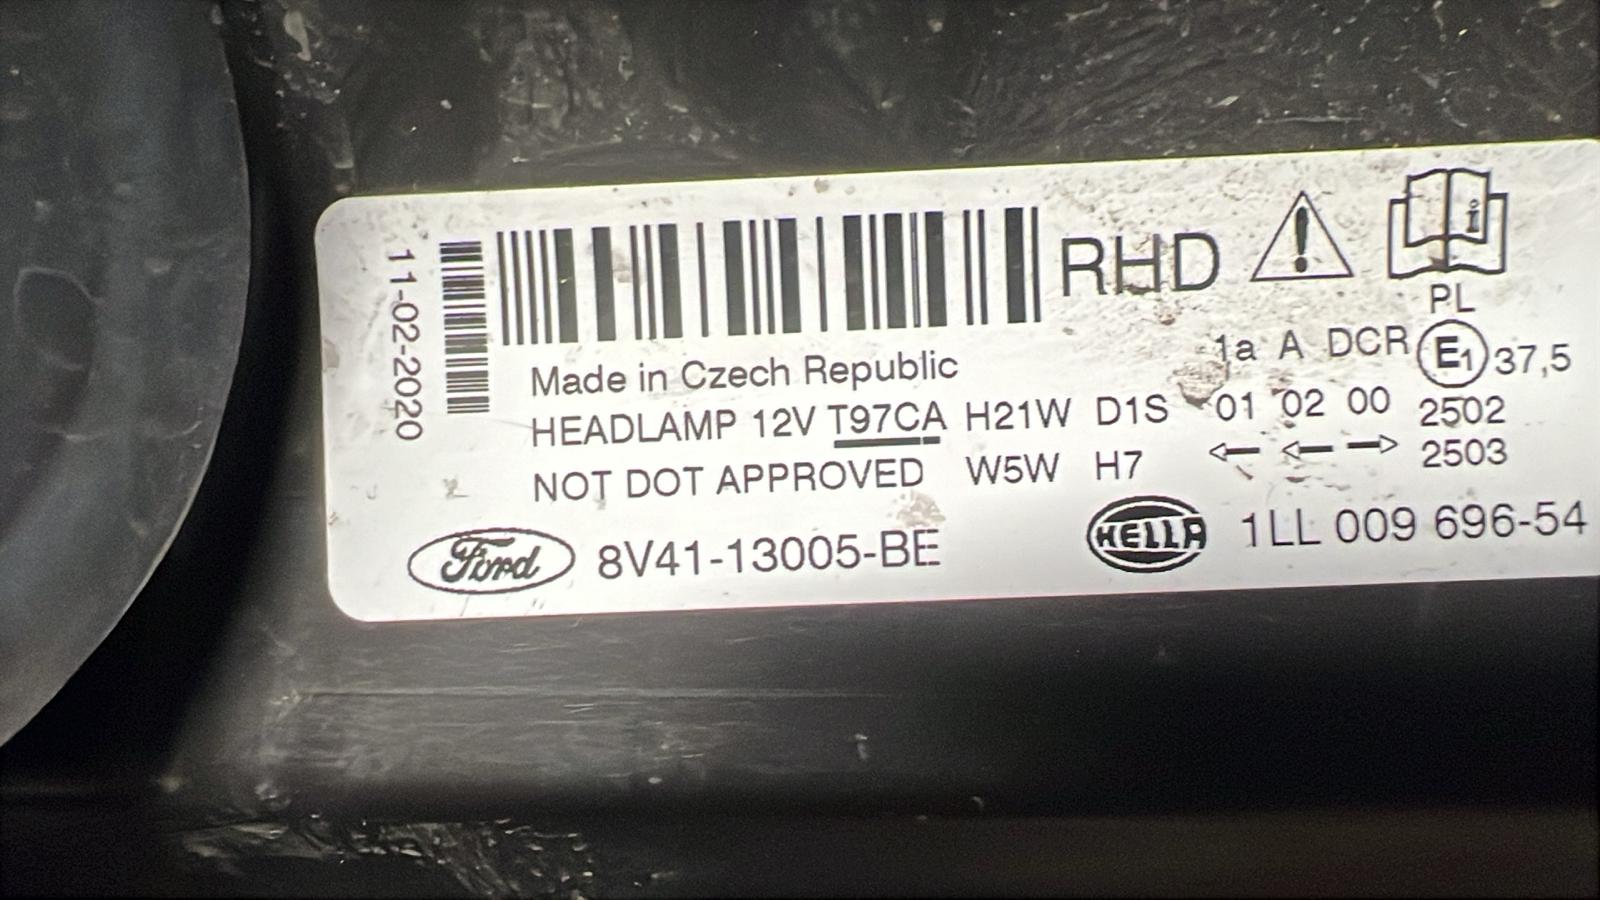 11-02-2020
RHD
PL
Made in Czech Republic
1a A DCR E1 37,5
HEADLAMP 12V T97CA H21W D1S 01 02 00 2502
NOT DOT APPROVED W5W H7 ← ← → 2503
Ford 8V41-13005-BE HELLA 1LL 009 696-54